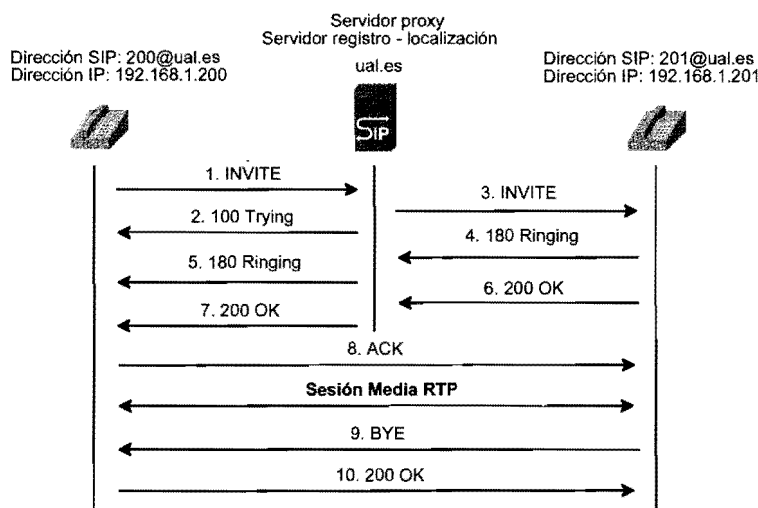 Servidor proxy
Servidor registro - localización
Dirección SIP: 200@ual.es
Dirección IP: 192.168.1.200
ual.es
Dirección SIP: 201@ual.es
Dirección IP: 192.168.1.201
SIP
1. INVITE
3. INVITE
2. 100 Trying
4. 180 Ringing
5. 180 Ringing
6. 200 OK
7. 200 OK
8. ACK
Sesión Media RTP
9. BYE
10. 200 OK